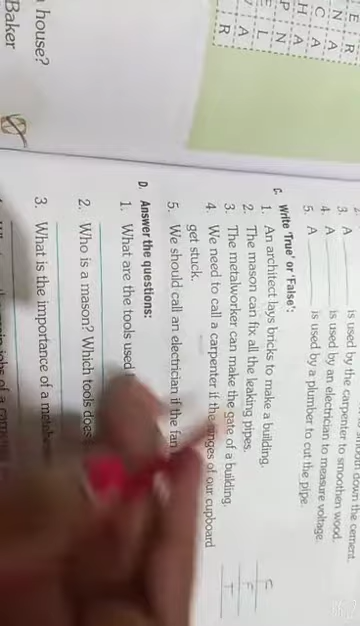 house?
Baker
E R
N A
C A
H A
P N
E L
V A
R
down the cement.
3. A is used by the carpenter to smoothen wood.
4. A is used by an electrician to measure voltage.
5. A is used by a plumber to cut the pipe.
C. Write 'True' or 'False':
1. An architect lays bricks to make a building. F
2. The mason can fix all the leaking pipes. F
3. The metalworker can make the gate of a building. T
4. We need to call a carpenter if the of our cupboard
get stuck.
5. We should call an electrician if the fan
D. Answer the questions:
1. What are the tools used
2. Who is a mason? Which tools does
3. What is the importance of a